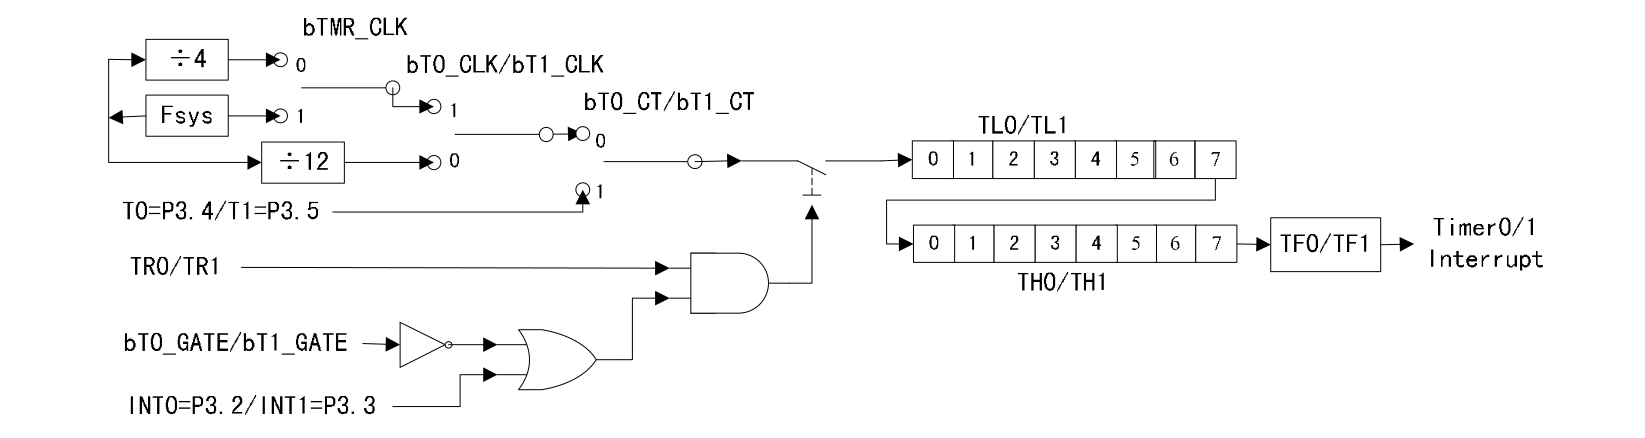 bTMR_CLK
÷4
0
bT0_CLK/bT1_CLK
Fsys
1
1
bT0_CT/bT1_CT
÷12
0
0
TL0/TL1
0 1 2 3 4 5 6 7
1
T0=P3.4/T1=P3.5
TR0/TR1
0 1 2 3 4 5 6 7
TH0/TH1
TF0/TF1
Timer0/1
Interrupt
bT0_GATE/bT1_GATE
INT0=P3.2/INT1=P3.3